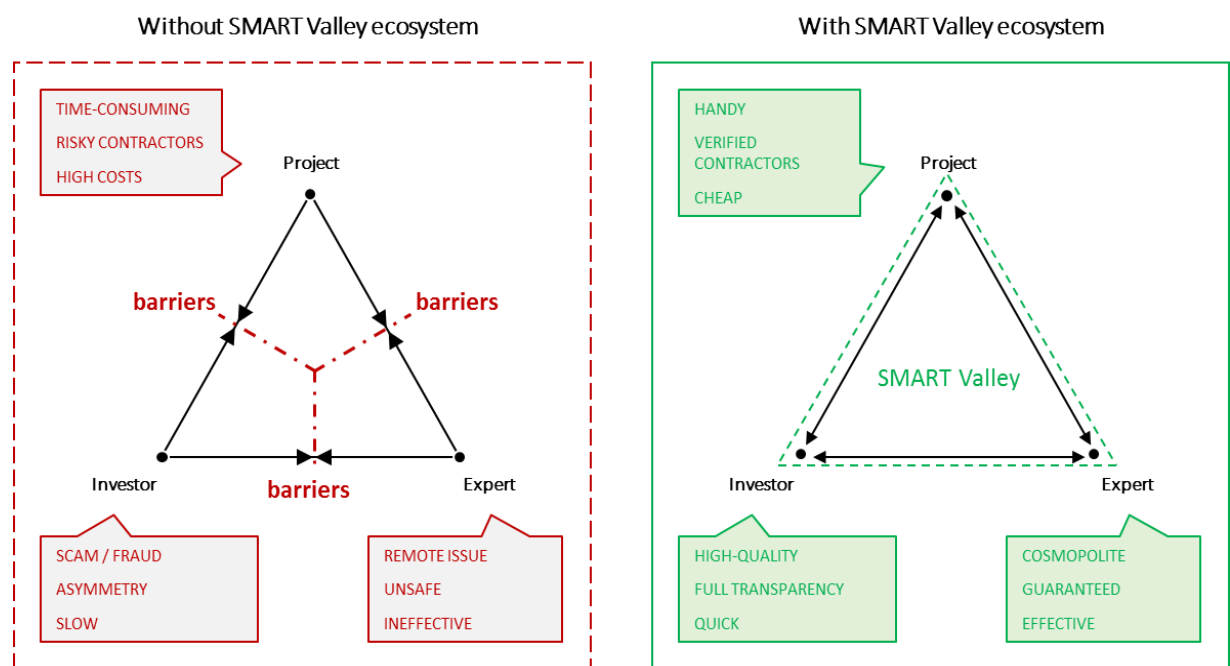 Without SMART Valley ecosystem
TIME-CONSUMING
RISKY CONTRACTORS
HIGH COSTS
Project
barriers
barriers
barriers
Investor
Expert
SCAM / FRAUD
ASYMMETRY
SLOW
REMOTE ISSUE
UNSAFE
INEFFECTIVE
With SMART Valley ecosystem
HANDY
VERIFIED
CONTRACTORS
CHEAP
Project
SMART Valley
Investor
Expert
HIGH-QUALITY
FULL TRANSPARENCY
QUICK
COSMOPOLITE
GUARANTEED
EFFECTIVE